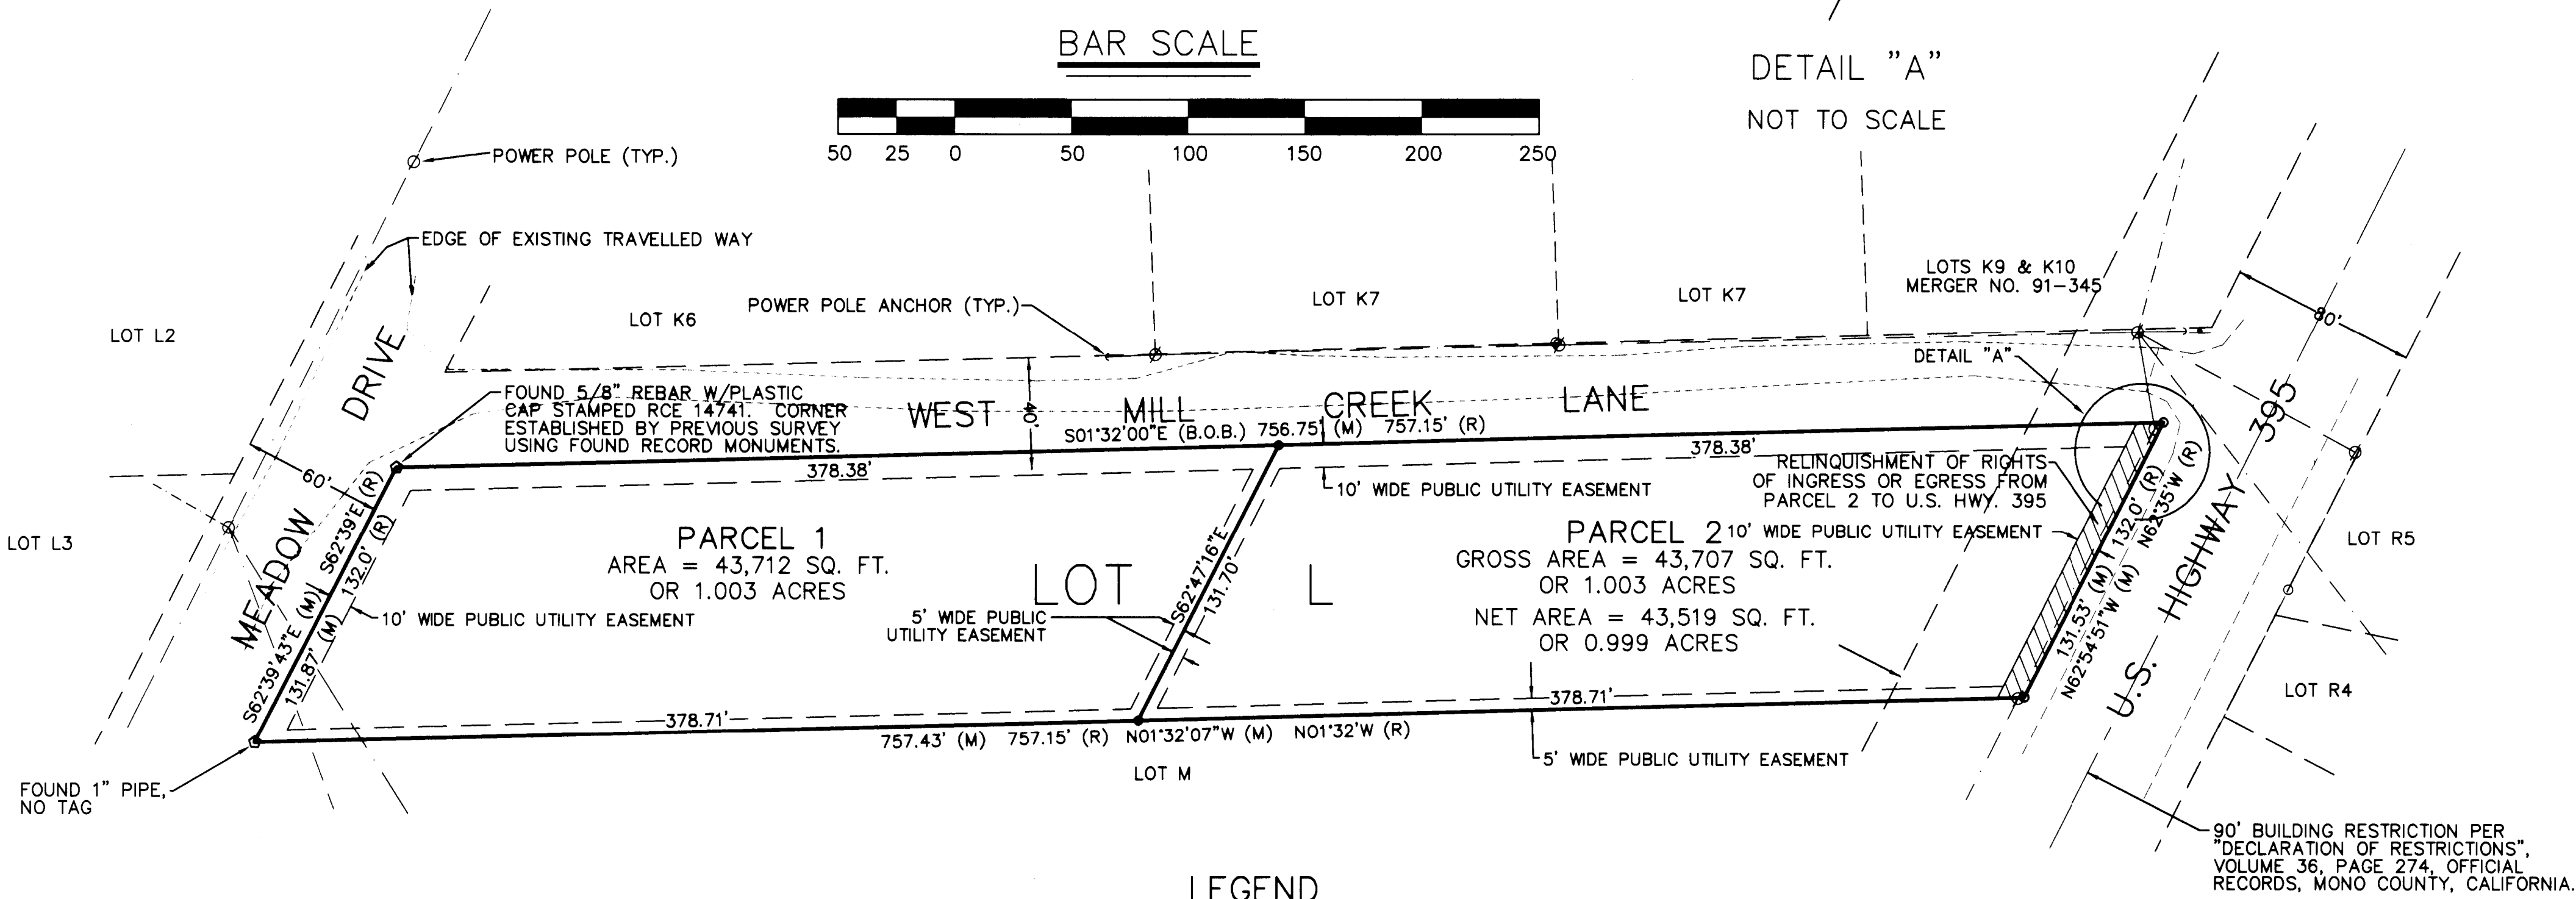 BAR SCALE
50 25 0 50 100 150 200 250
DETAIL "A"
NOT TO SCALE
POWER POLE (TYP.)
EDGE OF EXISTING TRAVELLED WAY
LOT L2
LOT L3
MEADOW DRIVE
60'
LOT K6
POWER POLE ANCHOR (TYP.)
LOT K7
LOT K7
LOTS K9 & K10
MERGER NO. 91-345
80'
DETAIL "A"
FOUND 5/8" REBAR W/PLASTIC
CAP STAMPED RCE 14741. CORNER
ESTABLISHED BY PREVIOUS SURVEY
USING FOUND RECORD MONUMENTS.
WEST MILL CREEK LANE
40'
S01°32'00"E (B.O.B.) 756.75' (M) 757.15' (R)
378.38'
378.38'
10' WIDE PUBLIC UTILITY EASEMENT
RELINQUISHMENT OF RIGHTS
OF INGRESS OR EGRESS FROM
PARCEL 2 TO U.S. HWY. 395
S62°39'43"E (M) S62°39'E (R)
131.87' (M) 132.0' (R)
10' WIDE PUBLIC UTILITY EASEMENT
PARCEL 1
AREA = 43,712 SQ. FT.
OR 1.003 ACRES
LOT L
5' WIDE PUBLIC
UTILITY EASEMENT
S62°47'16"E
131.70'
PARCEL 2
10' WIDE PUBLIC UTILITY EASEMENT
GROSS AREA = 43,707 SQ. FT.
OR 1.003 ACRES
NET AREA = 43,519 SQ. FT.
OR 0.999 ACRES
131.53' (M) 132.0' (R)
N62°54'51"W (M) N62°35'W (R)
U.S. HIGHWAY 395
LOT R5
LOT R4
378.71'
378.71'
757.43' (M) 757.15' (R) N01°32'07"W (M) N01°32'W (R)
5' WIDE PUBLIC UTILITY EASEMENT
LOT M
FOUND 1" PIPE,
NO TAG
90' BUILDING RESTRICTION PER
"DECLARATION OF RESTRICTIONS",
VOLUME 36, PAGE 274, OFFICIAL
RECORDS, MONO COUNTY, CALIFORNIA.
LEGEND